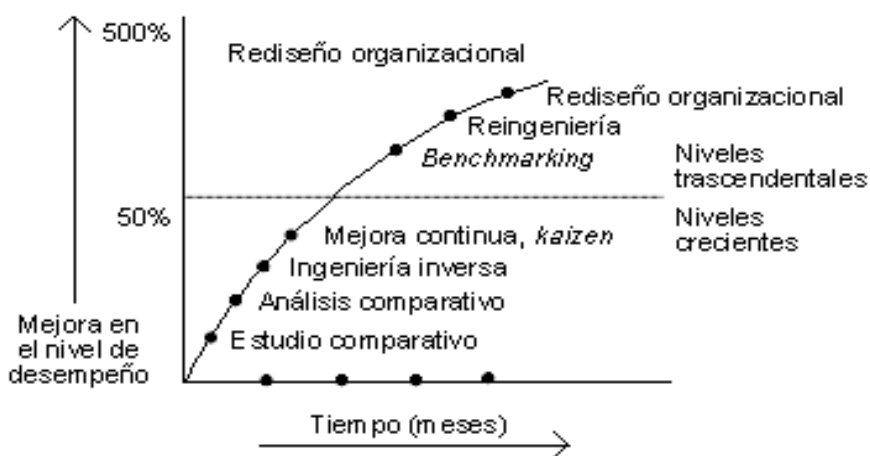 500%
Rediseño organizacional
Rediseño organizacional
Reingeniería
Benchmarking
Niveles
trascendentales
50%
Niveles
crecientes
Mejora continua, kaizen
Ingeniería inversa
Análisis comparativo
Estudio comparativo
Mejora en
el nivel de
desempeño
Tiempo (meses)